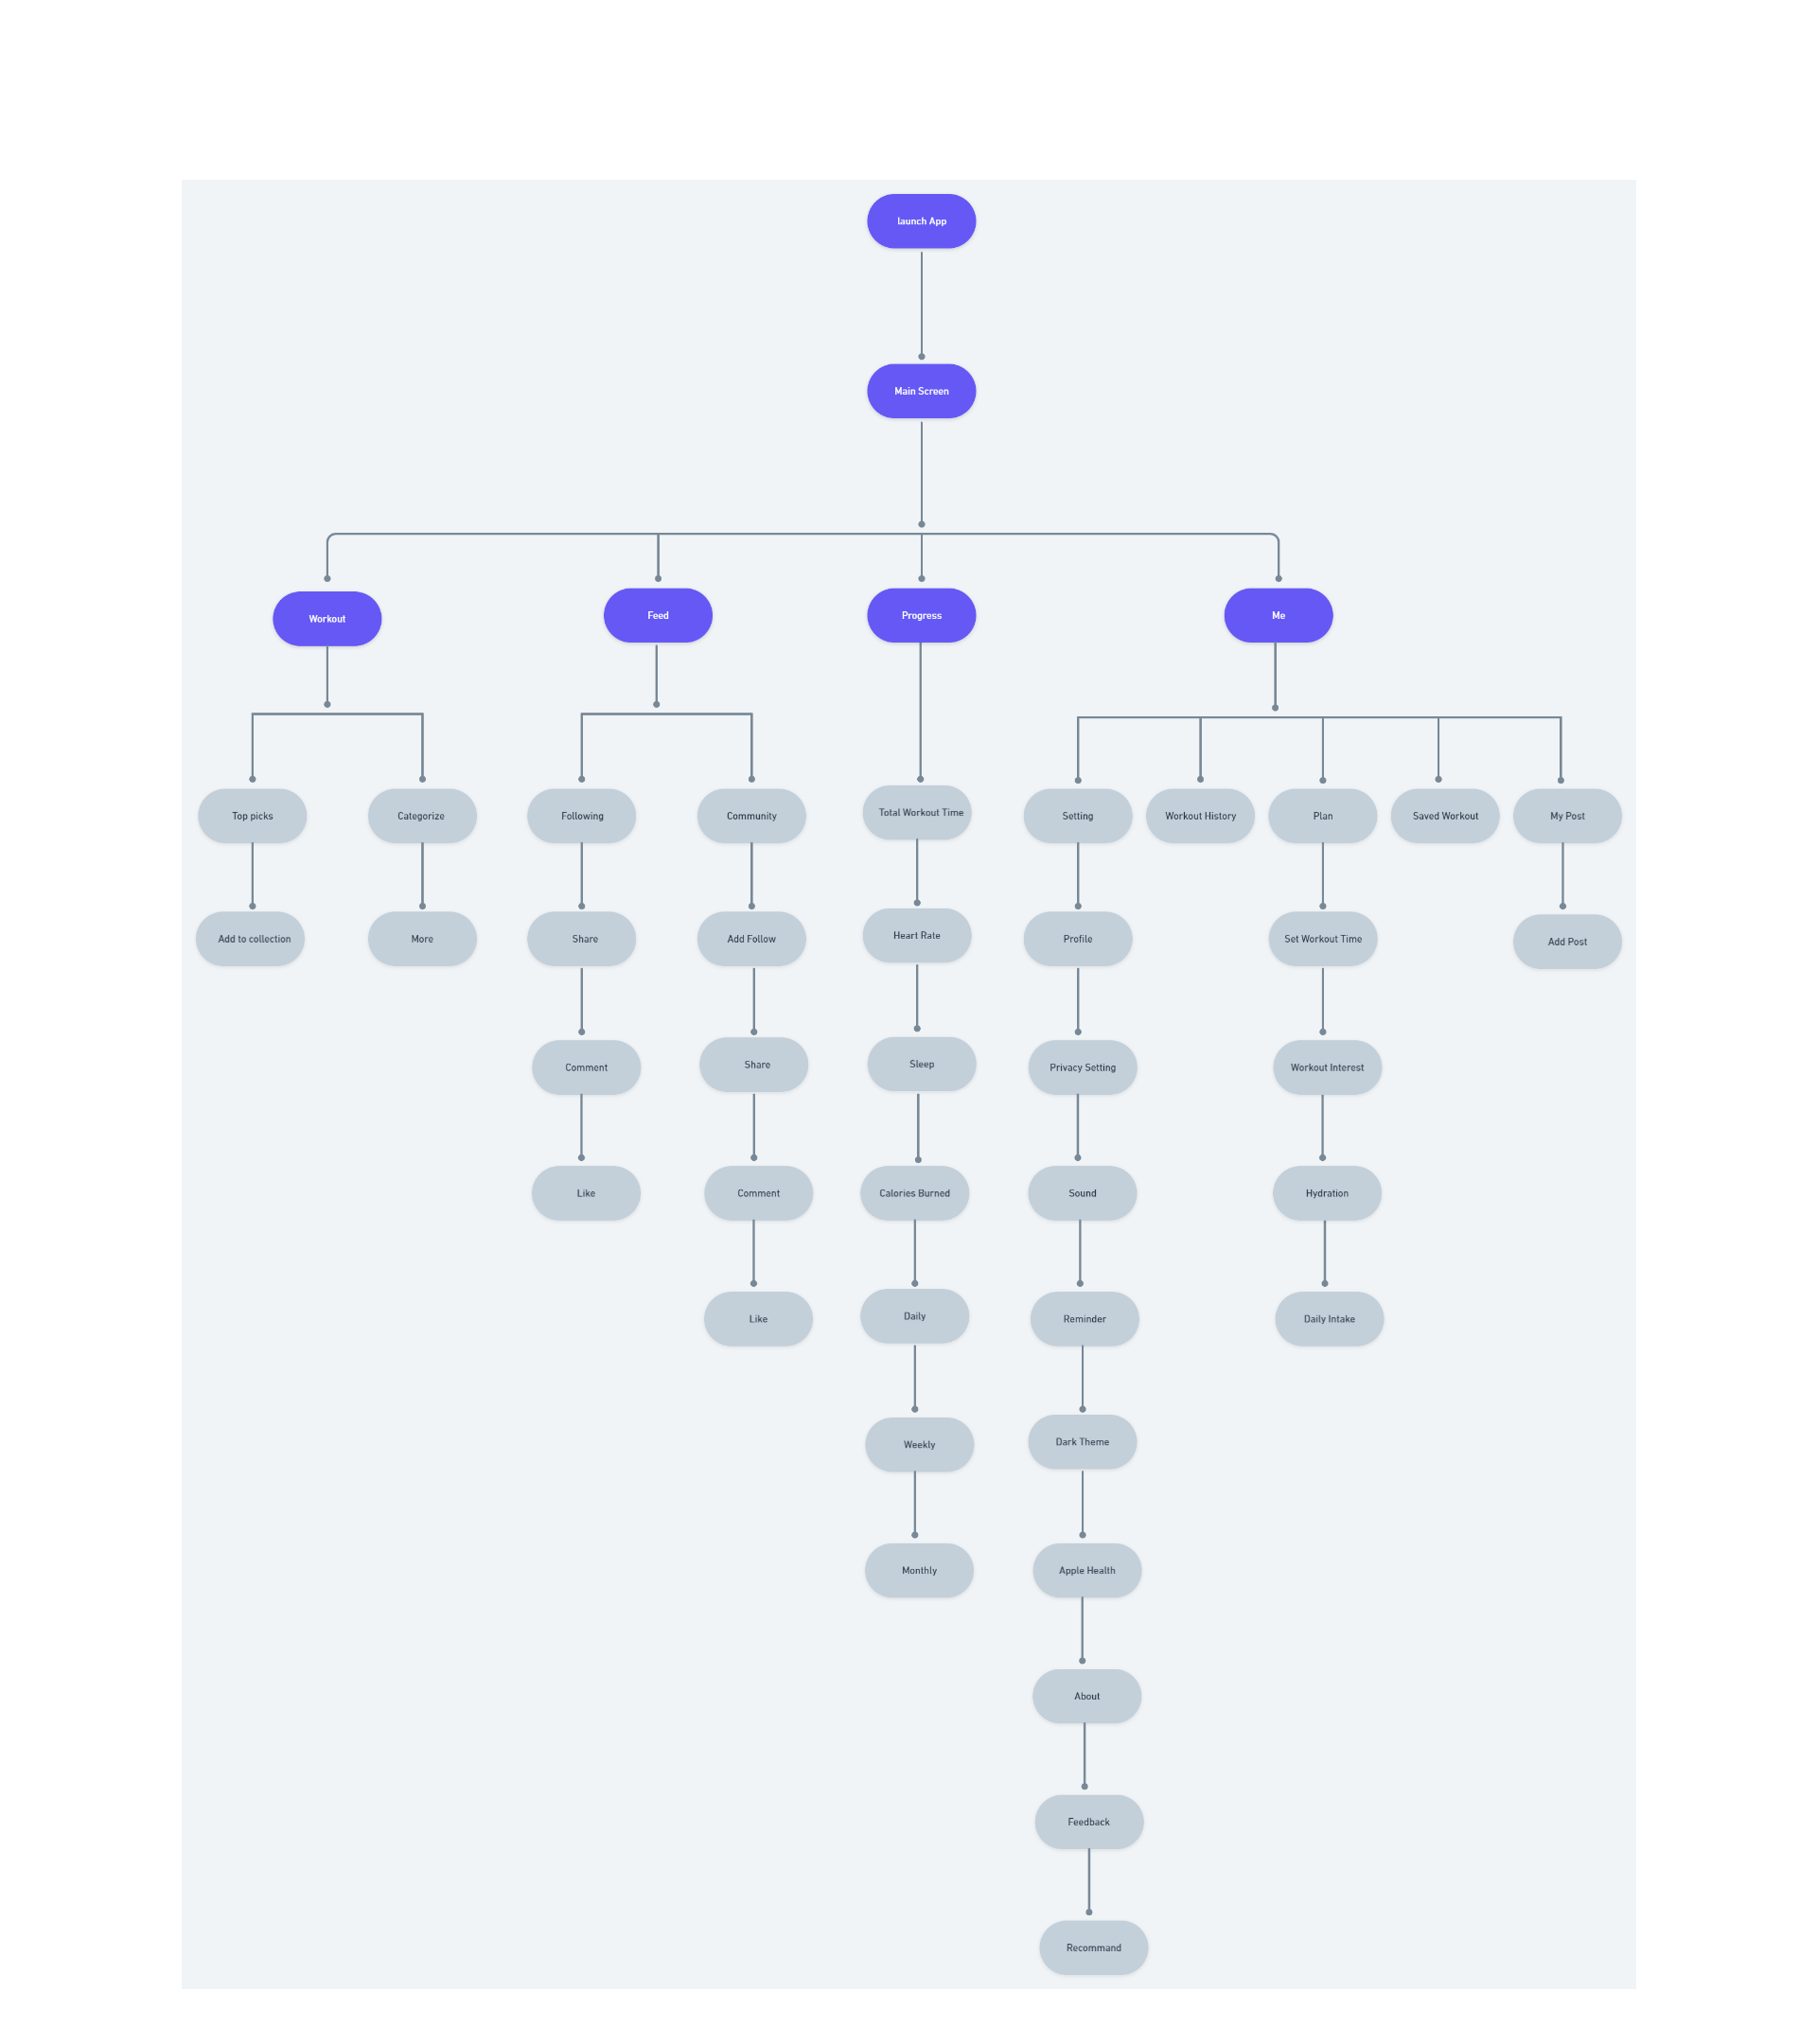 launch App
Main Screen
Workout
Feed
Progress
Me
Top picks
Categorize
Following
Community
Total Workout Time
Setting
Workout History
Plan
Saved Workout
My Post
Add to collection
More
Share
Add Follow
Heart Rate
Profile
Set Workout Time
Add Post
Comment
Share
Sleep
Privacy Setting
Workout Interest
Like
Comment
Calories Burned
Sound
Hydration
Like
Daily
Reminder
Daily Intake
Weekly
Dark Theme
Monthly
Apple Health
About
Feedback
Recommand